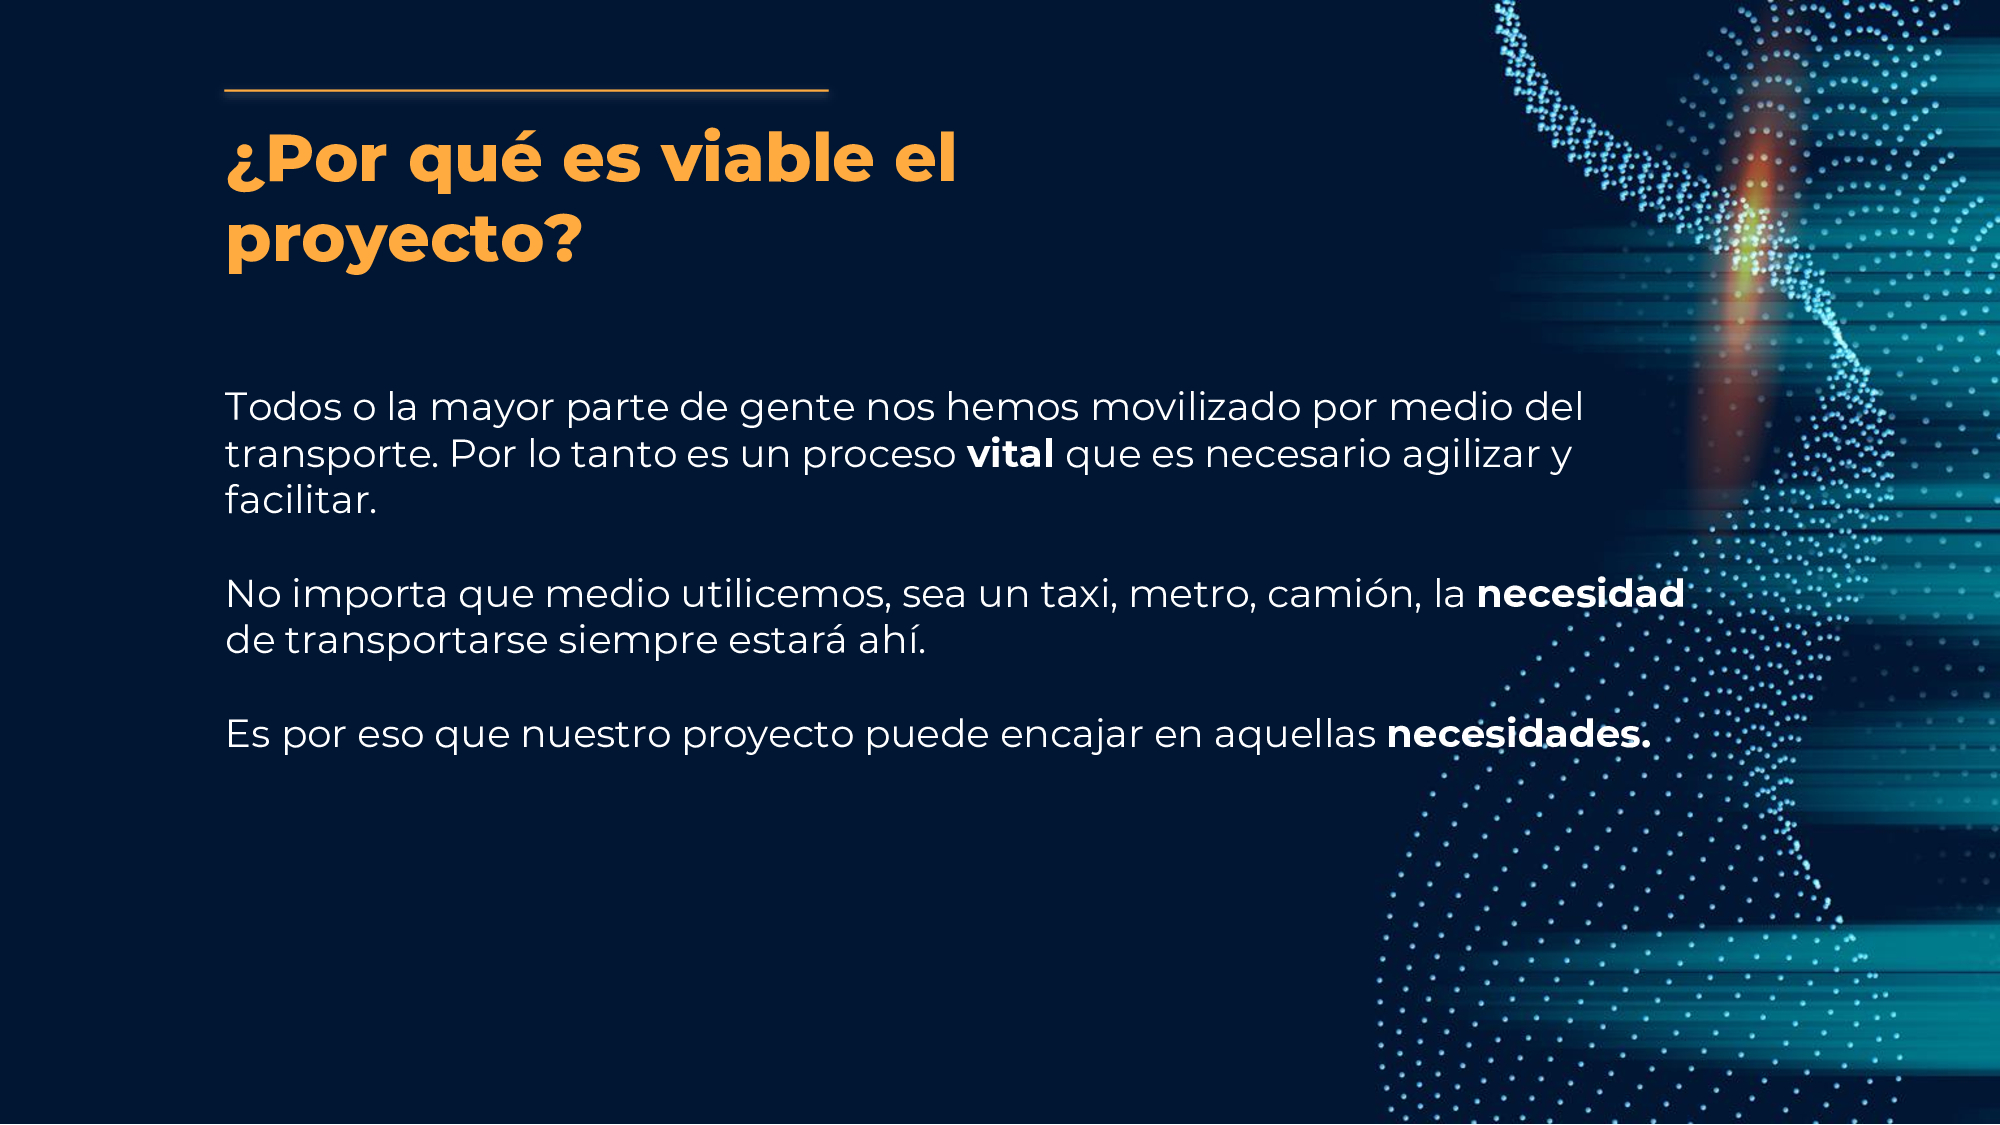 ¿Por qué es viable el
proyecto?
Todos o la mayor parte de gente nos hemos movilizado por medio del
transporte. Por lo tanto es un proceso vital que es necesario agilizar y
facilitar.
No importa que medio utilicemos, sea un taxi, metro, camión, la necesidad
de transportarse siempre estará ahí.
Es por eso que nuestro proyecto puede encajar en aquellas necesidades.